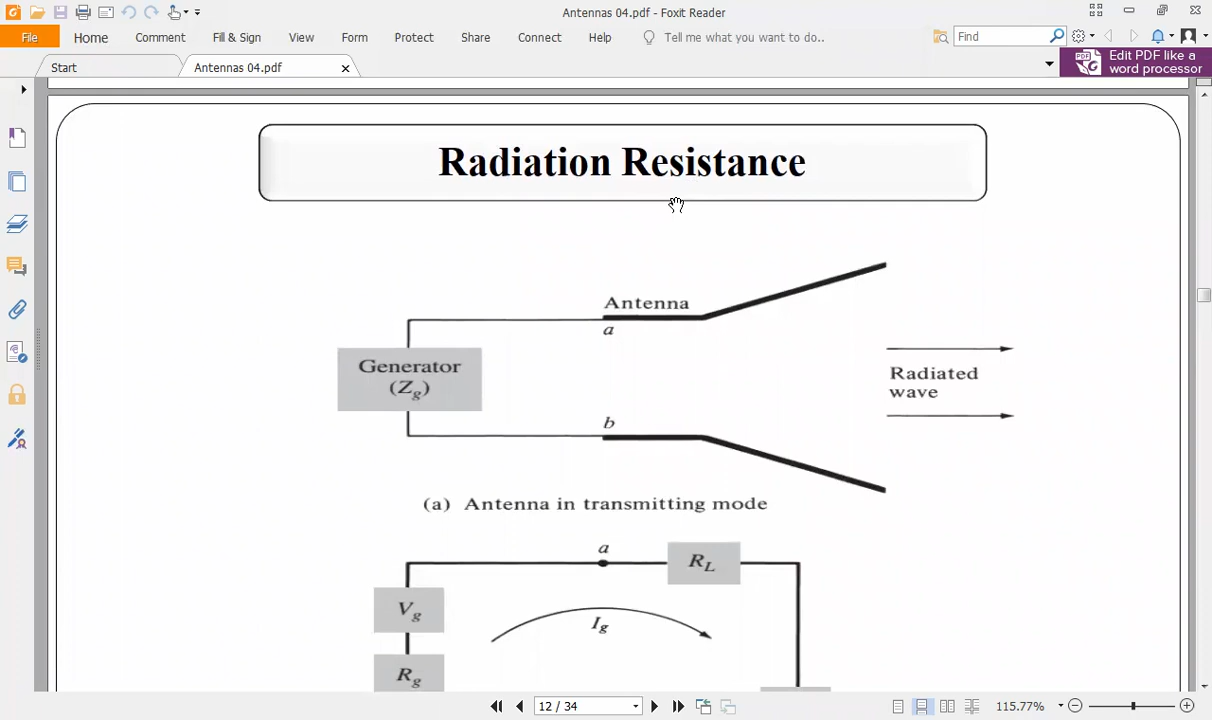 Antennas 04.pdf - Foxit Reader
File Home Comment Fill & Sign View Form Protect Share Connect Help Tell me what you want to do.. Find
Start Antennas 04.pdf
Edit PDF like a
word processor
Radiation Resistance
Antenna
a
Generator
(Zg)
Radiated
wave
b
(a) Antenna in transmitting mode
a
RL
Vg
Ig
Rg
12 / 34
115.77%